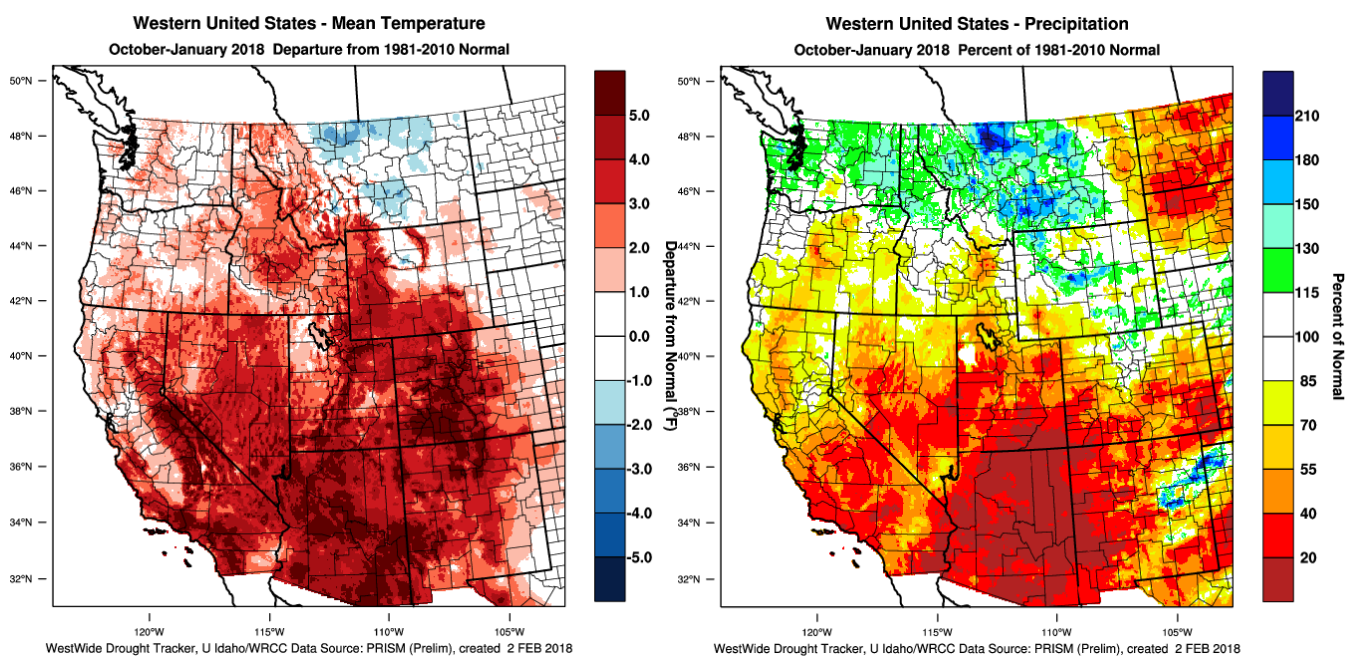 Western United States - Mean Temperature
October-January 2018  Departure from 1981-2010 Normal
50°N
48°N
46°N
44°N
42°N
40°N
38°N
36°N
34°N
32°N
120°W
115°W
110°W
105°W
5.0
4.0
3.0
2.0
1.0
0.0
-1.0
-2.0
-3.0
-4.0
-5.0
Departure from Normal (°F)
WestWide Drought Tracker, U Idaho/WRCC Data Source: PRISM (Prelim), created  2 FEB 2018
Western United States - Precipitation
October-January 2018  Percent of 1981-2010 Normal
50°N
48°N
46°N
44°N
42°N
40°N
38°N
36°N
34°N
32°N
120°W
115°W
110°W
105°W
210
180
150
130
115
100
85
70
55
40
20
Percent of Normal
WestWide Drought Tracker, U Idaho/WRCC Data Source: PRISM (Prelim), created  2 FEB 2018